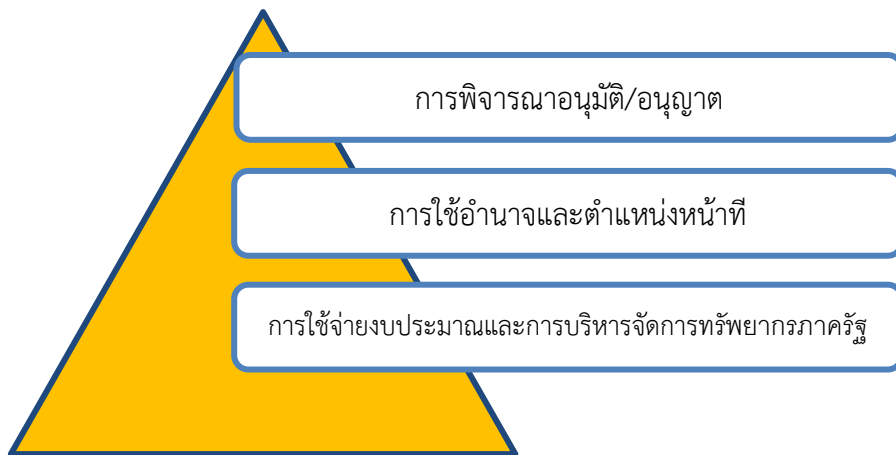 การพิจารณาอนุมัติ/อนุญาต
การใช้อำนาจและตำแหน่งหน้าที่
การใช้จ่ายงบประมาณและการบริหารจัดการทรัพยากรภาครัฐ